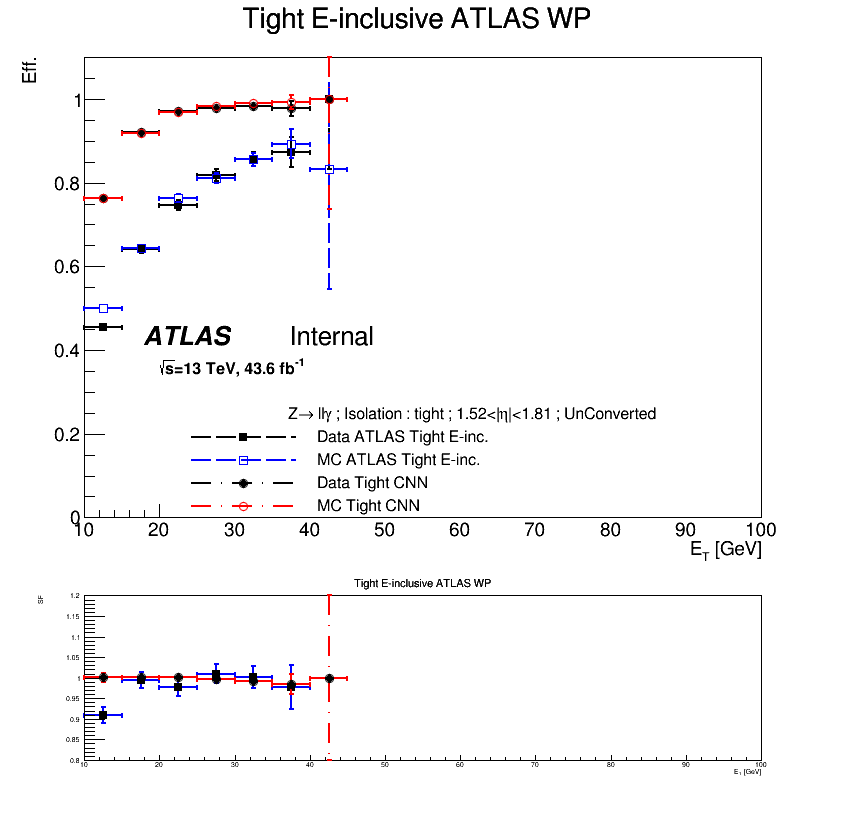 Tight E-inclusive ATLAS WP
Eff.
1
0.8
0.6
0.4
0.2
0
ATLAS Internal
√s=13 TeV, 43.6 fb⁻¹
Z→ llγ ; Isolation : tight ; 1.52<|η|<1.81 ; UnConverted
Data ATLAS Tight E-inc.
MC ATLAS Tight E-inc.
Data Tight CNN
MC Tight CNN
10 20 30 40 50 60 70 80 90 100
E_T [GeV]
Tight E-inclusive ATLAS WP
SF
1.2
1.15
1.1
1.05
1
0.95
0.9
0.85
0.8
10 20 30 40 50 60 70 80 90 100
E_T [GeV]